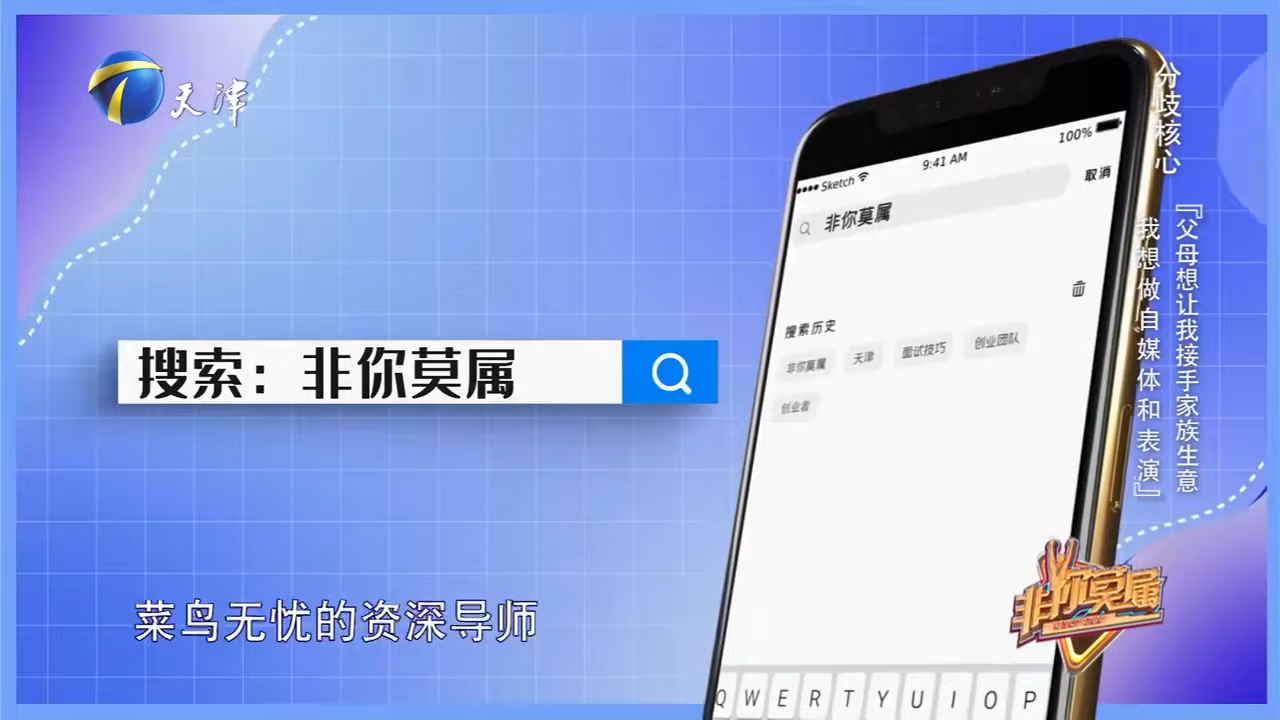 天津
搜索：非你莫属
菜鸟无忧的资深导师
Sketch
9:41 AM
100%
非你莫属
取消
搜索历史
非你莫属
天津
面试技巧
创业团队
创业者
Q W E R T Y U I O P
分歧核心
『父母想让我接手家族生意
我想做自媒体和表演』
非你莫属